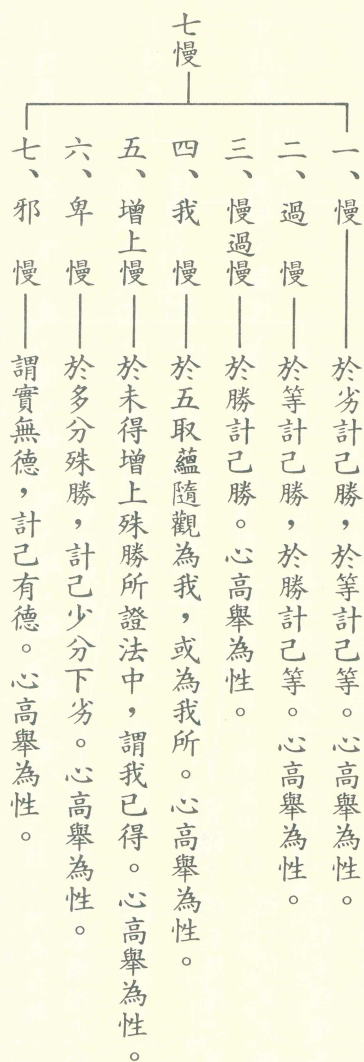 七慢
一、慢——於劣計己勝，於等計己等。心高舉為性。
二、過慢——於等計己勝，於勝計己等。心高舉為性。
三、慢過慢——於勝計己勝。心高舉為性。
四、我慢——於五取蘊隨觀為我，或為我所。心高舉為性。
五、增上慢——於未得增上殊勝所證法中，謂我已得。心高舉為性。
六、卑慢——於多分殊勝，計己少分下劣。心高舉為性。
七、邪慢——謂實無德，計己有德。心高舉為性。